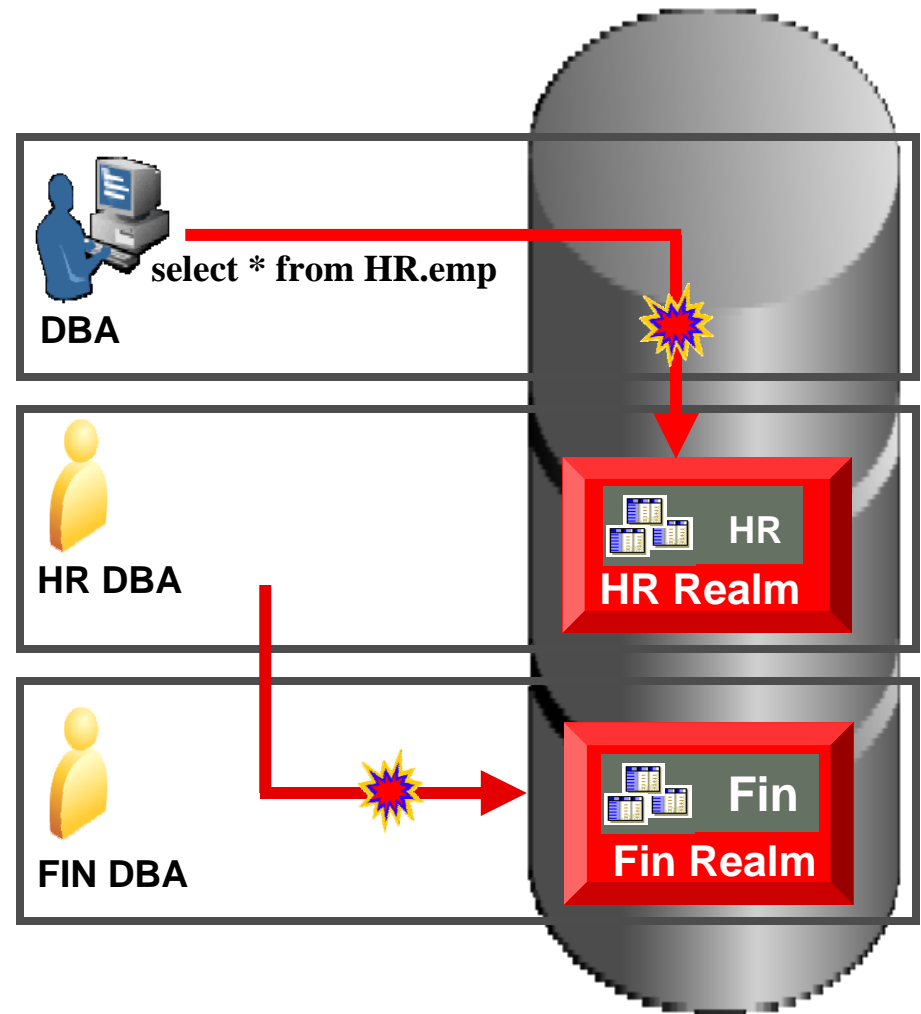 select * from HR.emp
DBA
HR
HR DBA
HR Realm
Fin
Fin Realm
FIN DBA